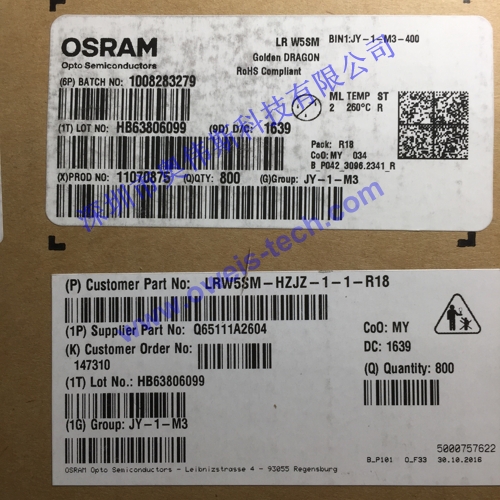 OSRAM
Opto Semiconductors
LR W5SM
BIN1:JY-1-M3-400
Golden DRAGON
RoHS Compliant
(6P) BATCH NO: 1008283279
ML TEMP ST
2 260°C R
(1T) LOT NO: HB63806099 (9D) D/C: 1639
Pack: R18
CoO: MY 034
B_P042_3096.2341_R
(X)PROD NO: 11070875 (Q)QTY: 800 (G)Group: JY-1-M3
深圳市奥伟斯科技有限公司
www.oweis-tech.com
(P) Customer Part No: LRW5SM-HZJZ-1-1-R18
(1P) Supplier Part No: Q65111A2604
(K) Customer Order No:
147310
(1T) Lot No.: HB63806099
(1G) Group: JY-1-M3
CoO: MY
DC: 1639
(Q) Quantity: 800
5000757622
OSRAM Opto Semiconductors - Leibnizstrasse 4 - 93055 Regensburg
B_P101 O_F33 30.10.2016